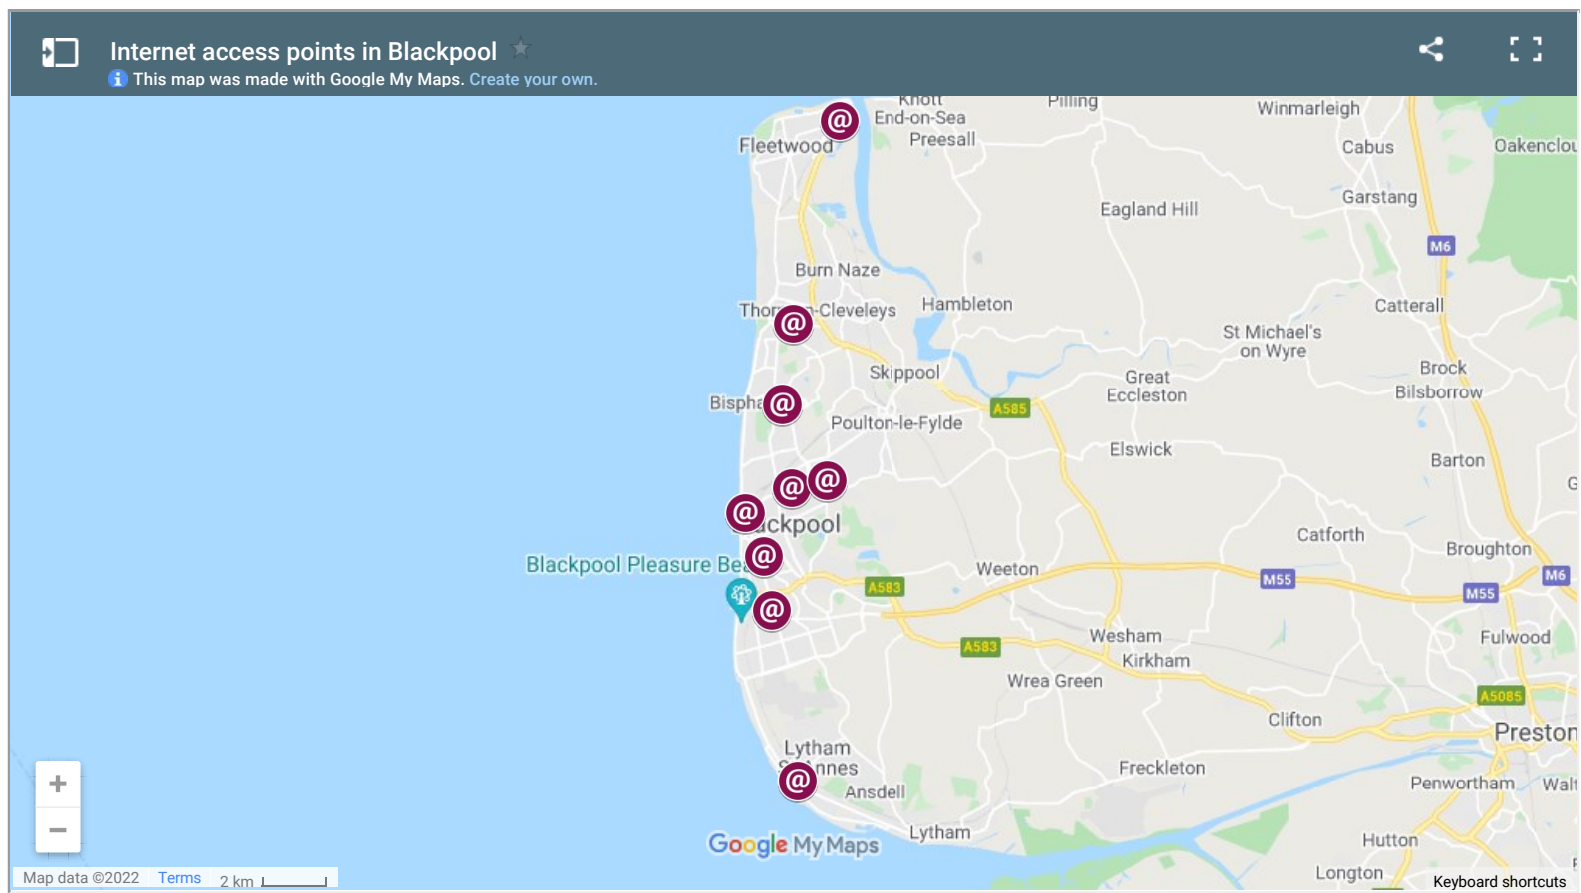 Internet access points in Blackpool
This map was made with Google My Maps. Create your own.
Knott
End-on-Sea
Pilling
Winmarleigh
Preesall
Fleetwood
Cabus
Garstang
Eagland Hill
M6
Burn Naze
Hambleton
Catterall
-Cleveleys
St Michael's
on Wyre
Skippool
Great
Eccleston
Brock
Bilsborrow
A585
Poulton-le-Fylde
Elswick
Barton
@
@
@
@
@
@
@
@
@
Catforth
Broughton
Blackpool Pleasure
Weeton
A583
M55
M6
M55
A583
Wesham
Kirkham
Fulwood
Wrea Green
A5085
Clifton
Preston
Lytham
Ansdell
Freckleton
Penwortham
Lytham
Hutton
Longton
Google My Maps
+
−
Map data ©2022
Terms
2 km
Keyboard shortcuts